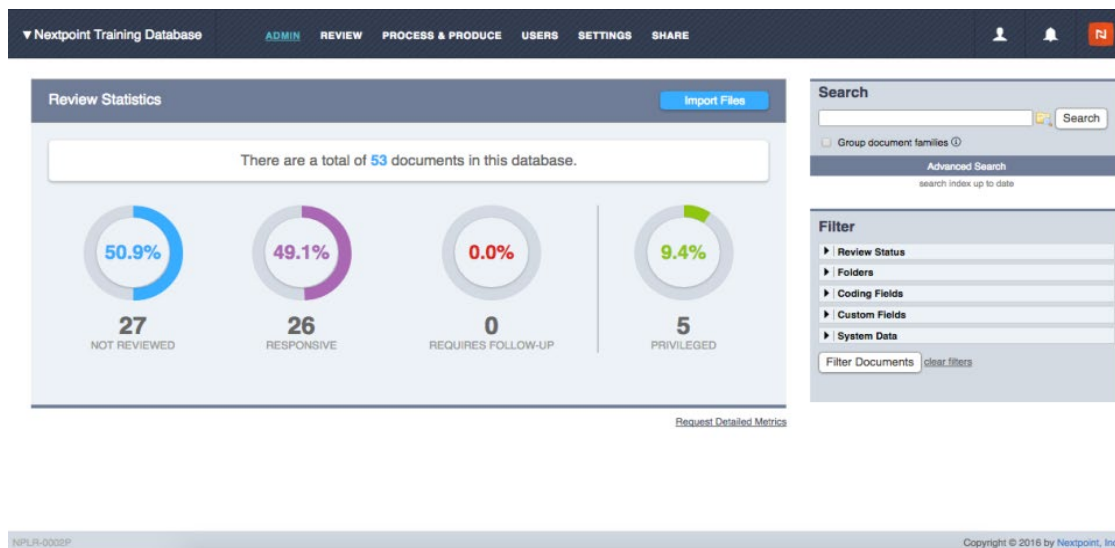 ▼ Nextpoint Training Database
ADMIN REVIEW PROCESS & PRODUCE USERS SETTINGS SHARE
Review Statistics
Import Files
There are a total of 53 documents in this database.
50.9% 49.1% 0.0% 9.4%
27 26 0 5
NOT REVIEWED RESPONSIVE REQUIRES FOLLOW-UP PRIVILEGED
Request Detailed Metrics
Search
Search
Group document families
Advanced Search
search index up to date
Filter
Review Status
Folders
Coding Fields
Custom Fields
System Data
Filter Documents clear filters
NPLR-0002P
Copyright © 2016 by Nextpoint,